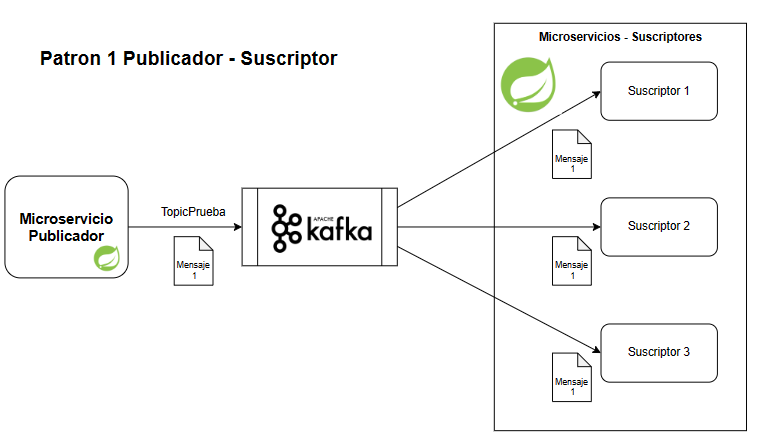 Patron 1 Publicador - Suscriptor
Microservicio
Publicador
TopicPrueba
Mensaje
1
APACHE
kafka
Microservicios - Suscriptores
Suscriptor 1
Mensaje
1
Suscriptor 2
Mensaje
1
Suscriptor 3
Mensaje
1